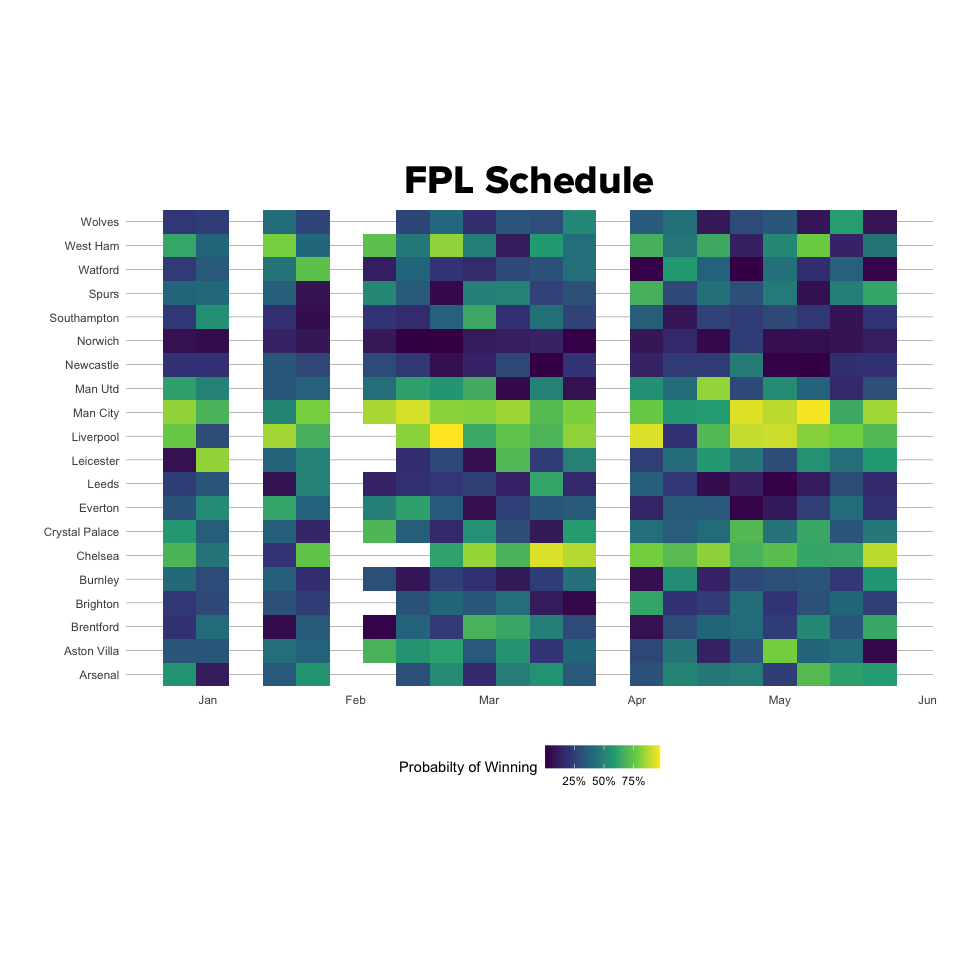 FPL Schedule
Wolves
West Ham
Watford
Spurs
Southampton
Norwich
Newcastle
Man Utd
Man City
Liverpool
Leicester
Leeds
Everton
Crystal Palace
Chelsea
Burnley
Brighton
Brentford
Aston Villa
Arsenal
Jan Feb Mar Apr May Jun
Probabilty of Winning
25% 50% 75%